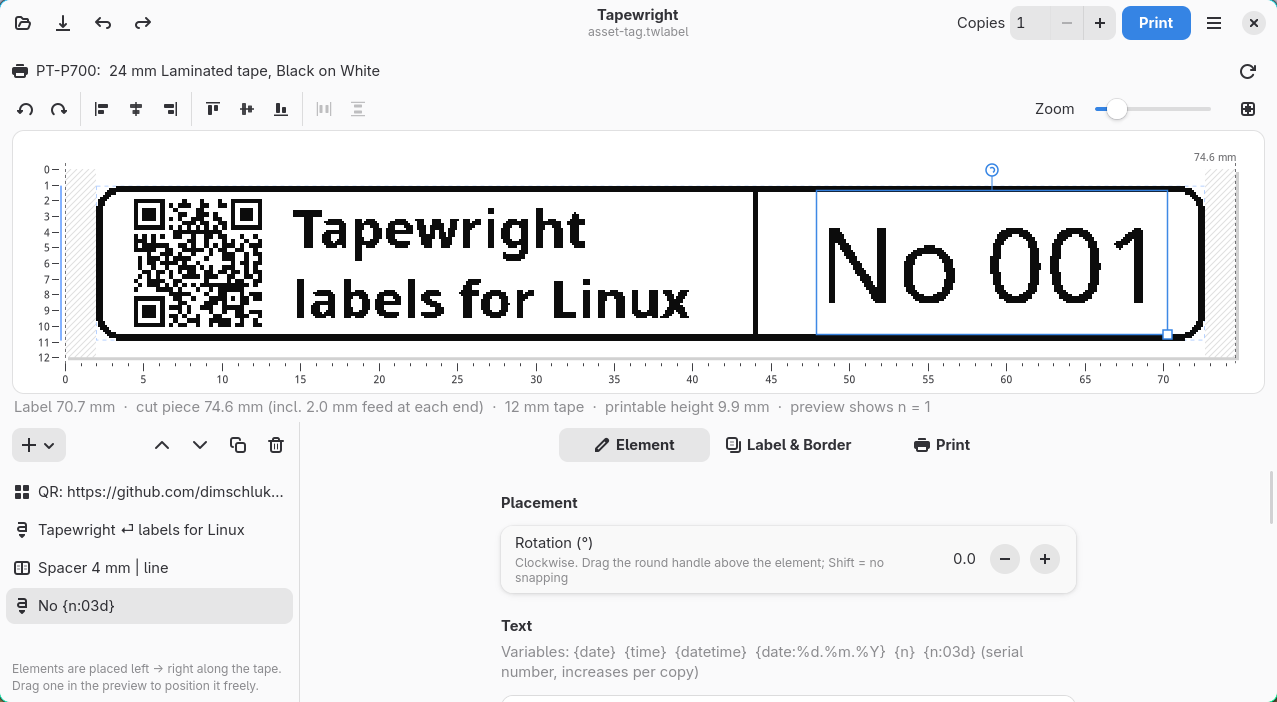 Tapewright
asset-tag.twlabel
Copies 1
Print
PT-P700: 24 mm Laminated tape, Black on White
Zoom
74.6 mm
0
1
2
3
4
5
6
7
8
9
10
11
12
Tapewright
labels for Linux
No 001
0 5 10 15 20 25 30 35 40 45 50 55 60 65 70
Label 70.7 mm · cut piece 74.6 mm (incl. 2.0 mm feed at each end) · 12 mm tape · printable height 9.9 mm · preview shows n = 1
QR: https://github.com/dimschluk...
Tapewright ↵ labels for Linux
Spacer 4 mm | line
No {n:03d}
Elements are placed left → right along the tape.
Drag one in the preview to position it freely.
Element
Label & Border
Print
Placement
Rotation (°)
Clockwise. Drag the round handle above the element; Shift = no
snapping
0.0
Text
Variables: {date} {time} {datetime} {date:%d.%m.%Y} {n} {n:03d} (serial
number, increases per copy)